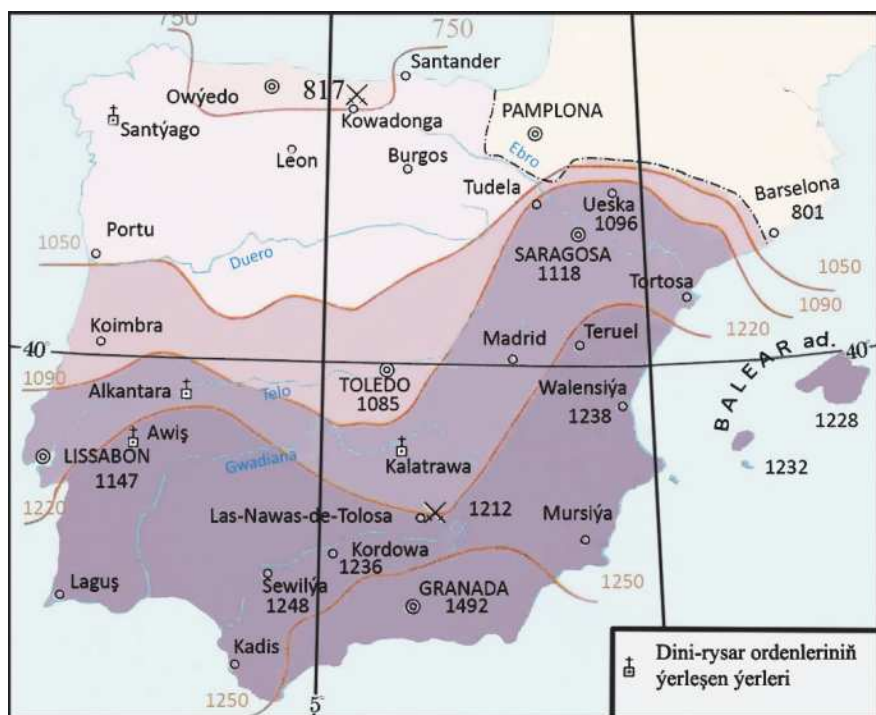 750
750
Santander
Owýedo
817
Kowadonga
PAMPLONA
Santýago
Leon
Burgos
Ebro
Tudela
Ueska
1096
Barselona
801
Portu
1050
Duero
SARAGOSA
1118
Tortosa
1050
1090
1220
Koimbra
Madrid
Teruel
40°
40°
BALEAR ad.
1090
Alkantara
TOLEDO
1085
Telo
Walensiýa
1238
1228
Awiş
LISSABON
1147
Gwadiana
Kalatrawa
1232
1220
Las-Nawas-de-Tolosa
1212
Mursiýa
Kordowa
1236
Laguş
Sewilýa
1248
GRANADA
1492
1250
Kadis
1250
5°
Dini-rysar ordenleriniň
ýerleşen ýerleri